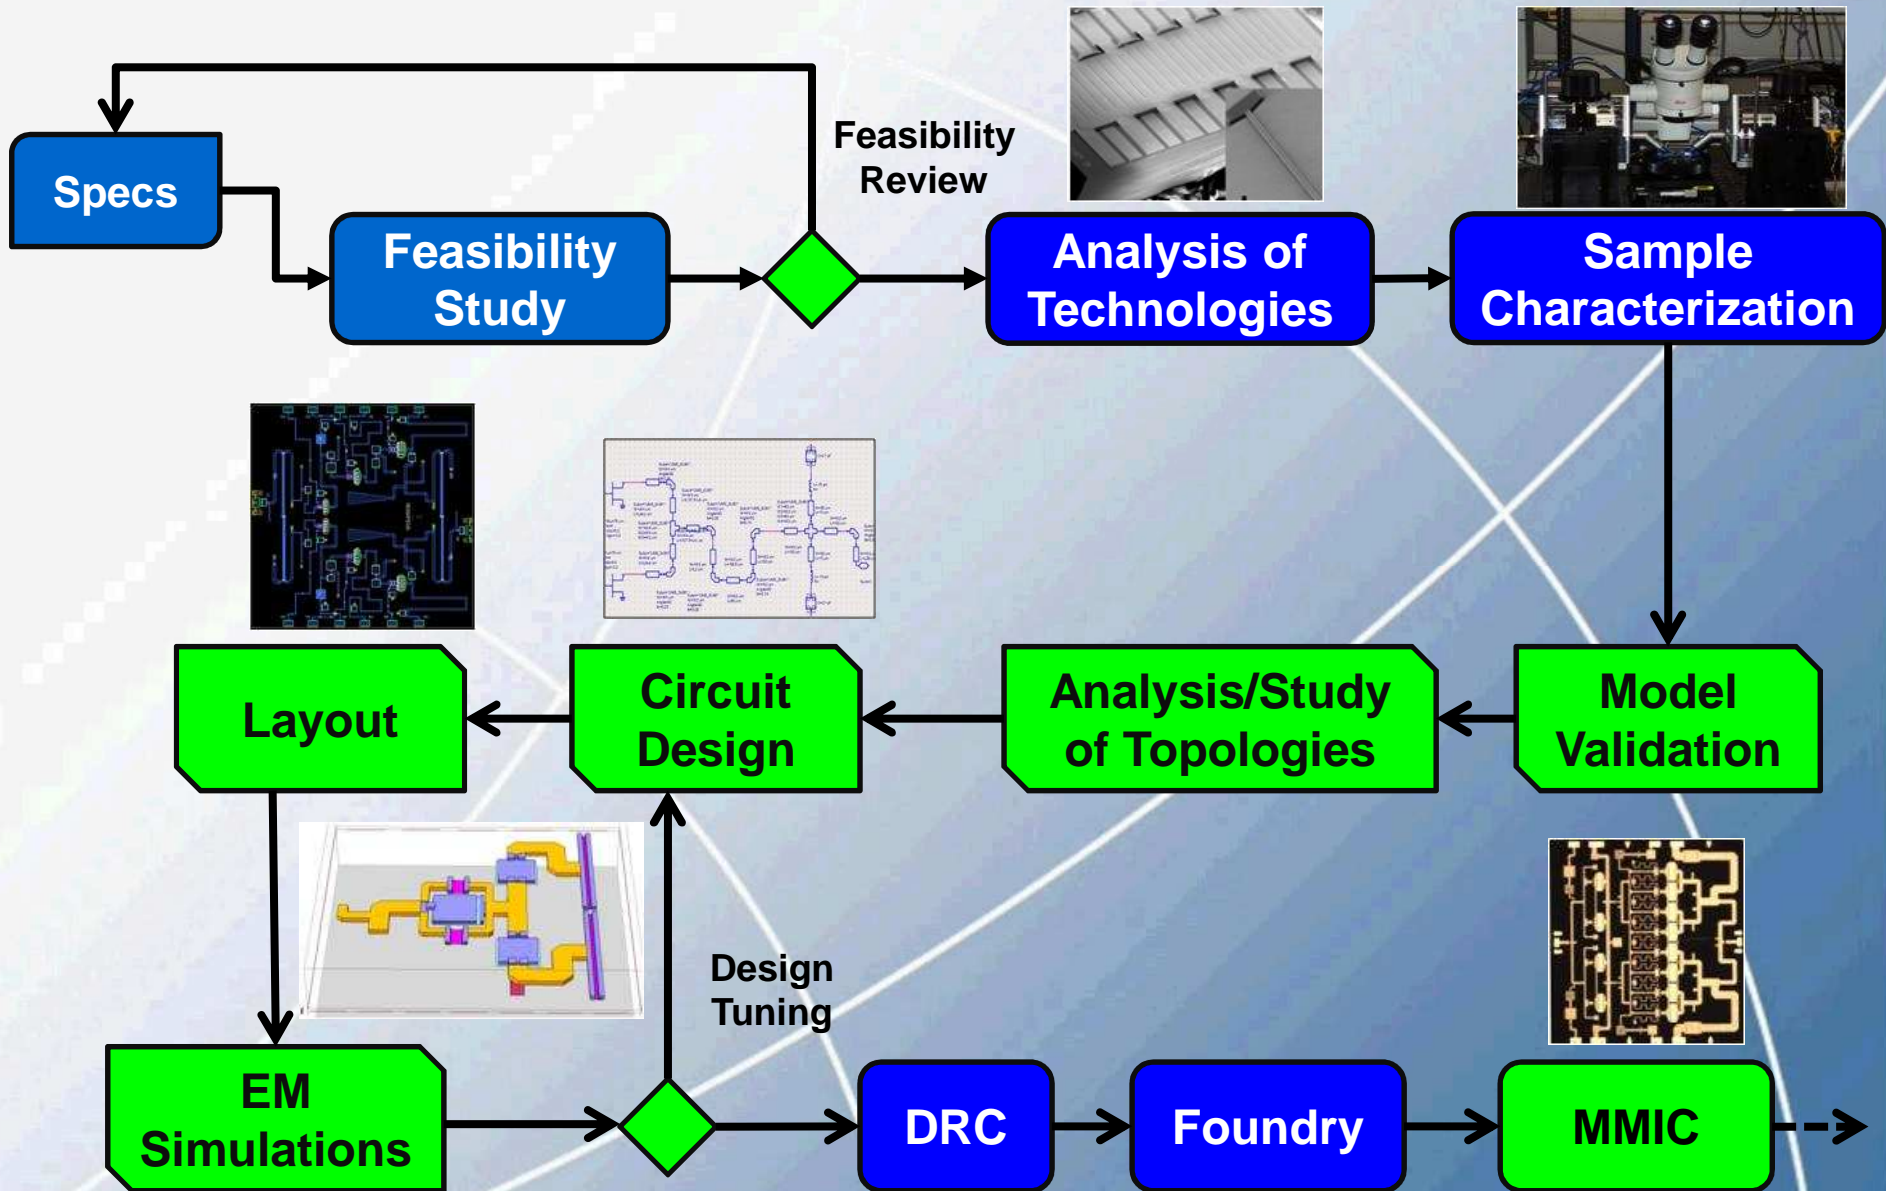 Feasibility
Review
Specs
Feasibility
Study
Analysis of
Technologies
Sample
Characterization
Layout
Circuit
Design
Analysis/Study
of Topologies
Model
Validation
Design
Tuning
EM
Simulations
DRC
Foundry
MMIC